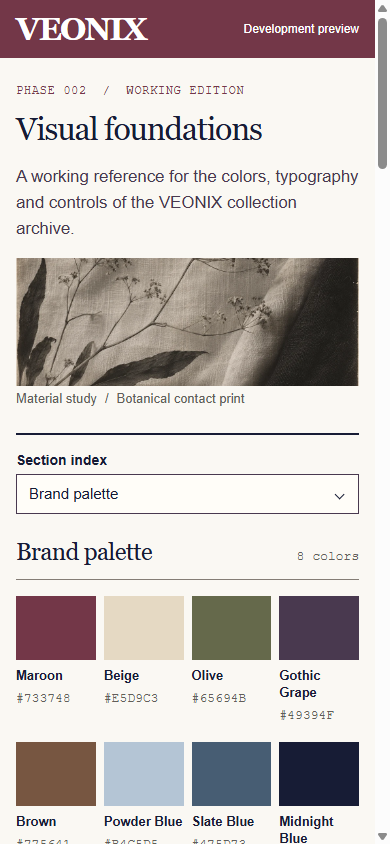 VEONIX
Development preview
PHASE 002 / WORKING EDITION
Visual foundations
A working reference for the colors, typography
and controls of the VEONIX collection
archive.
Material study / Botanical contact print
Section index
Brand palette
Brand palette
8 colors
Maroon
#733748
Beige
#E5D9C3
Olive
#65694B
Gothic
Grape
#49394F
Brown
Powder Blue
Slate Blue
Midnight
Blue